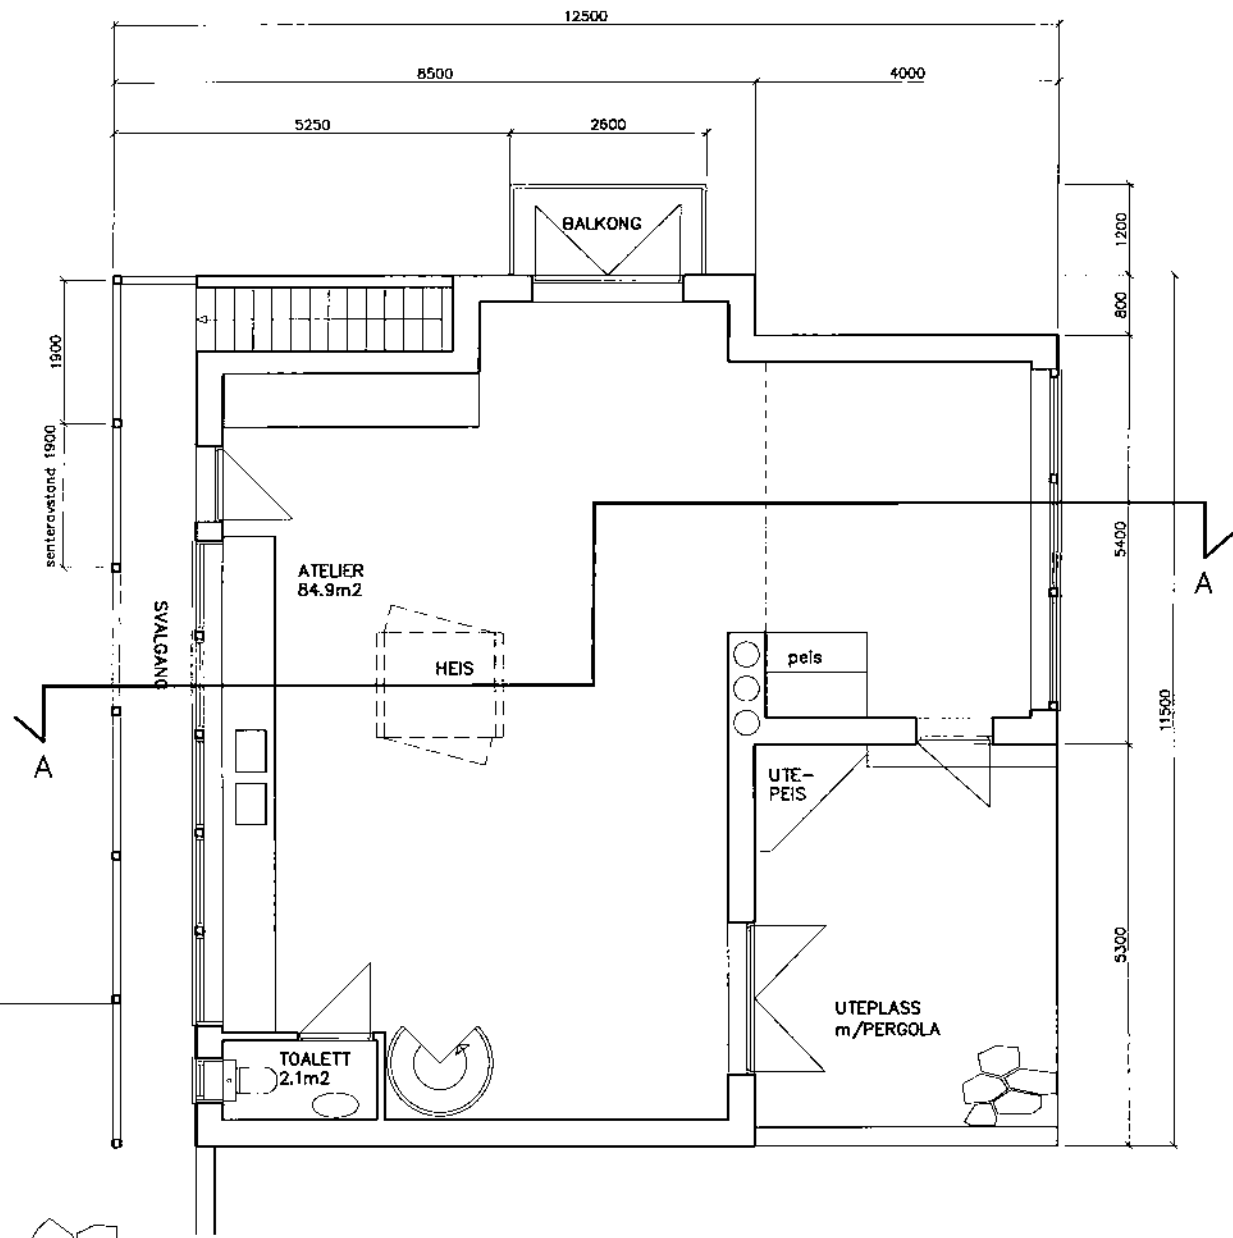 12500
8500
4000
5250
2600
BALKONG
1200
800
1900
senteravstand 1900
5400
ATELIER
84.9m2
A
SVALGANG
HEIS
peis
11500
A
UTE-
PEIS
5300
UTEPLASS
m/PERGOLA
TOALETT
2.1m2